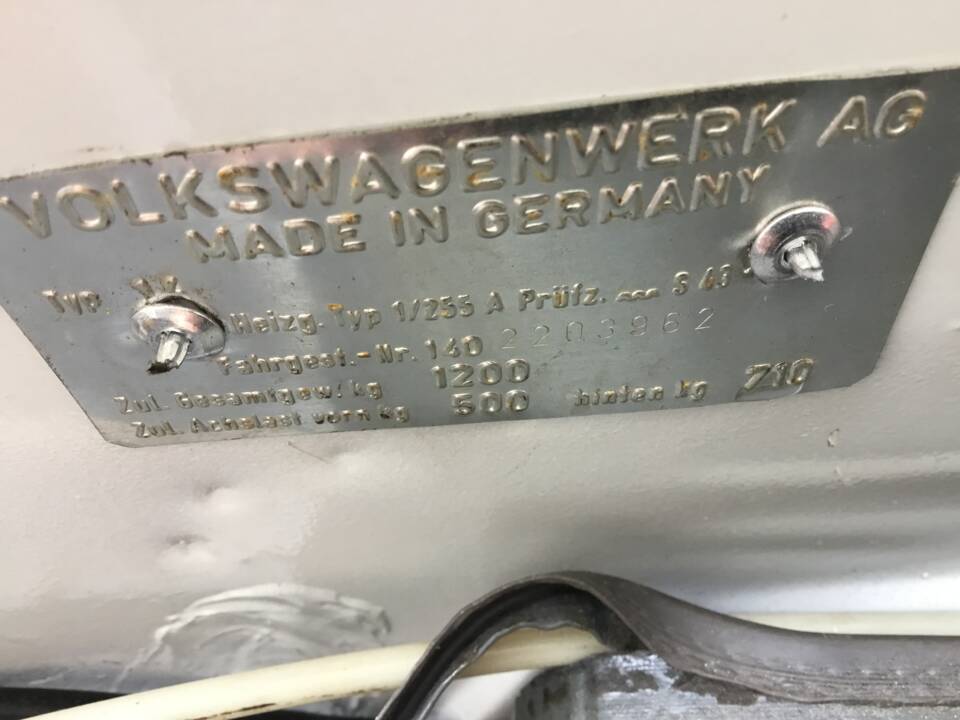 VOLKSWAGENWERK AG
MADE IN GERMANY
Typ Heizg. Typ 1/255 A Prüfz. ~~~ S 43
Fahrgest.-Nr. 140 2203962
Zul. Gesamtgew/kg 1200
Zul. Achslast vorn kg 500 hinten kg 710